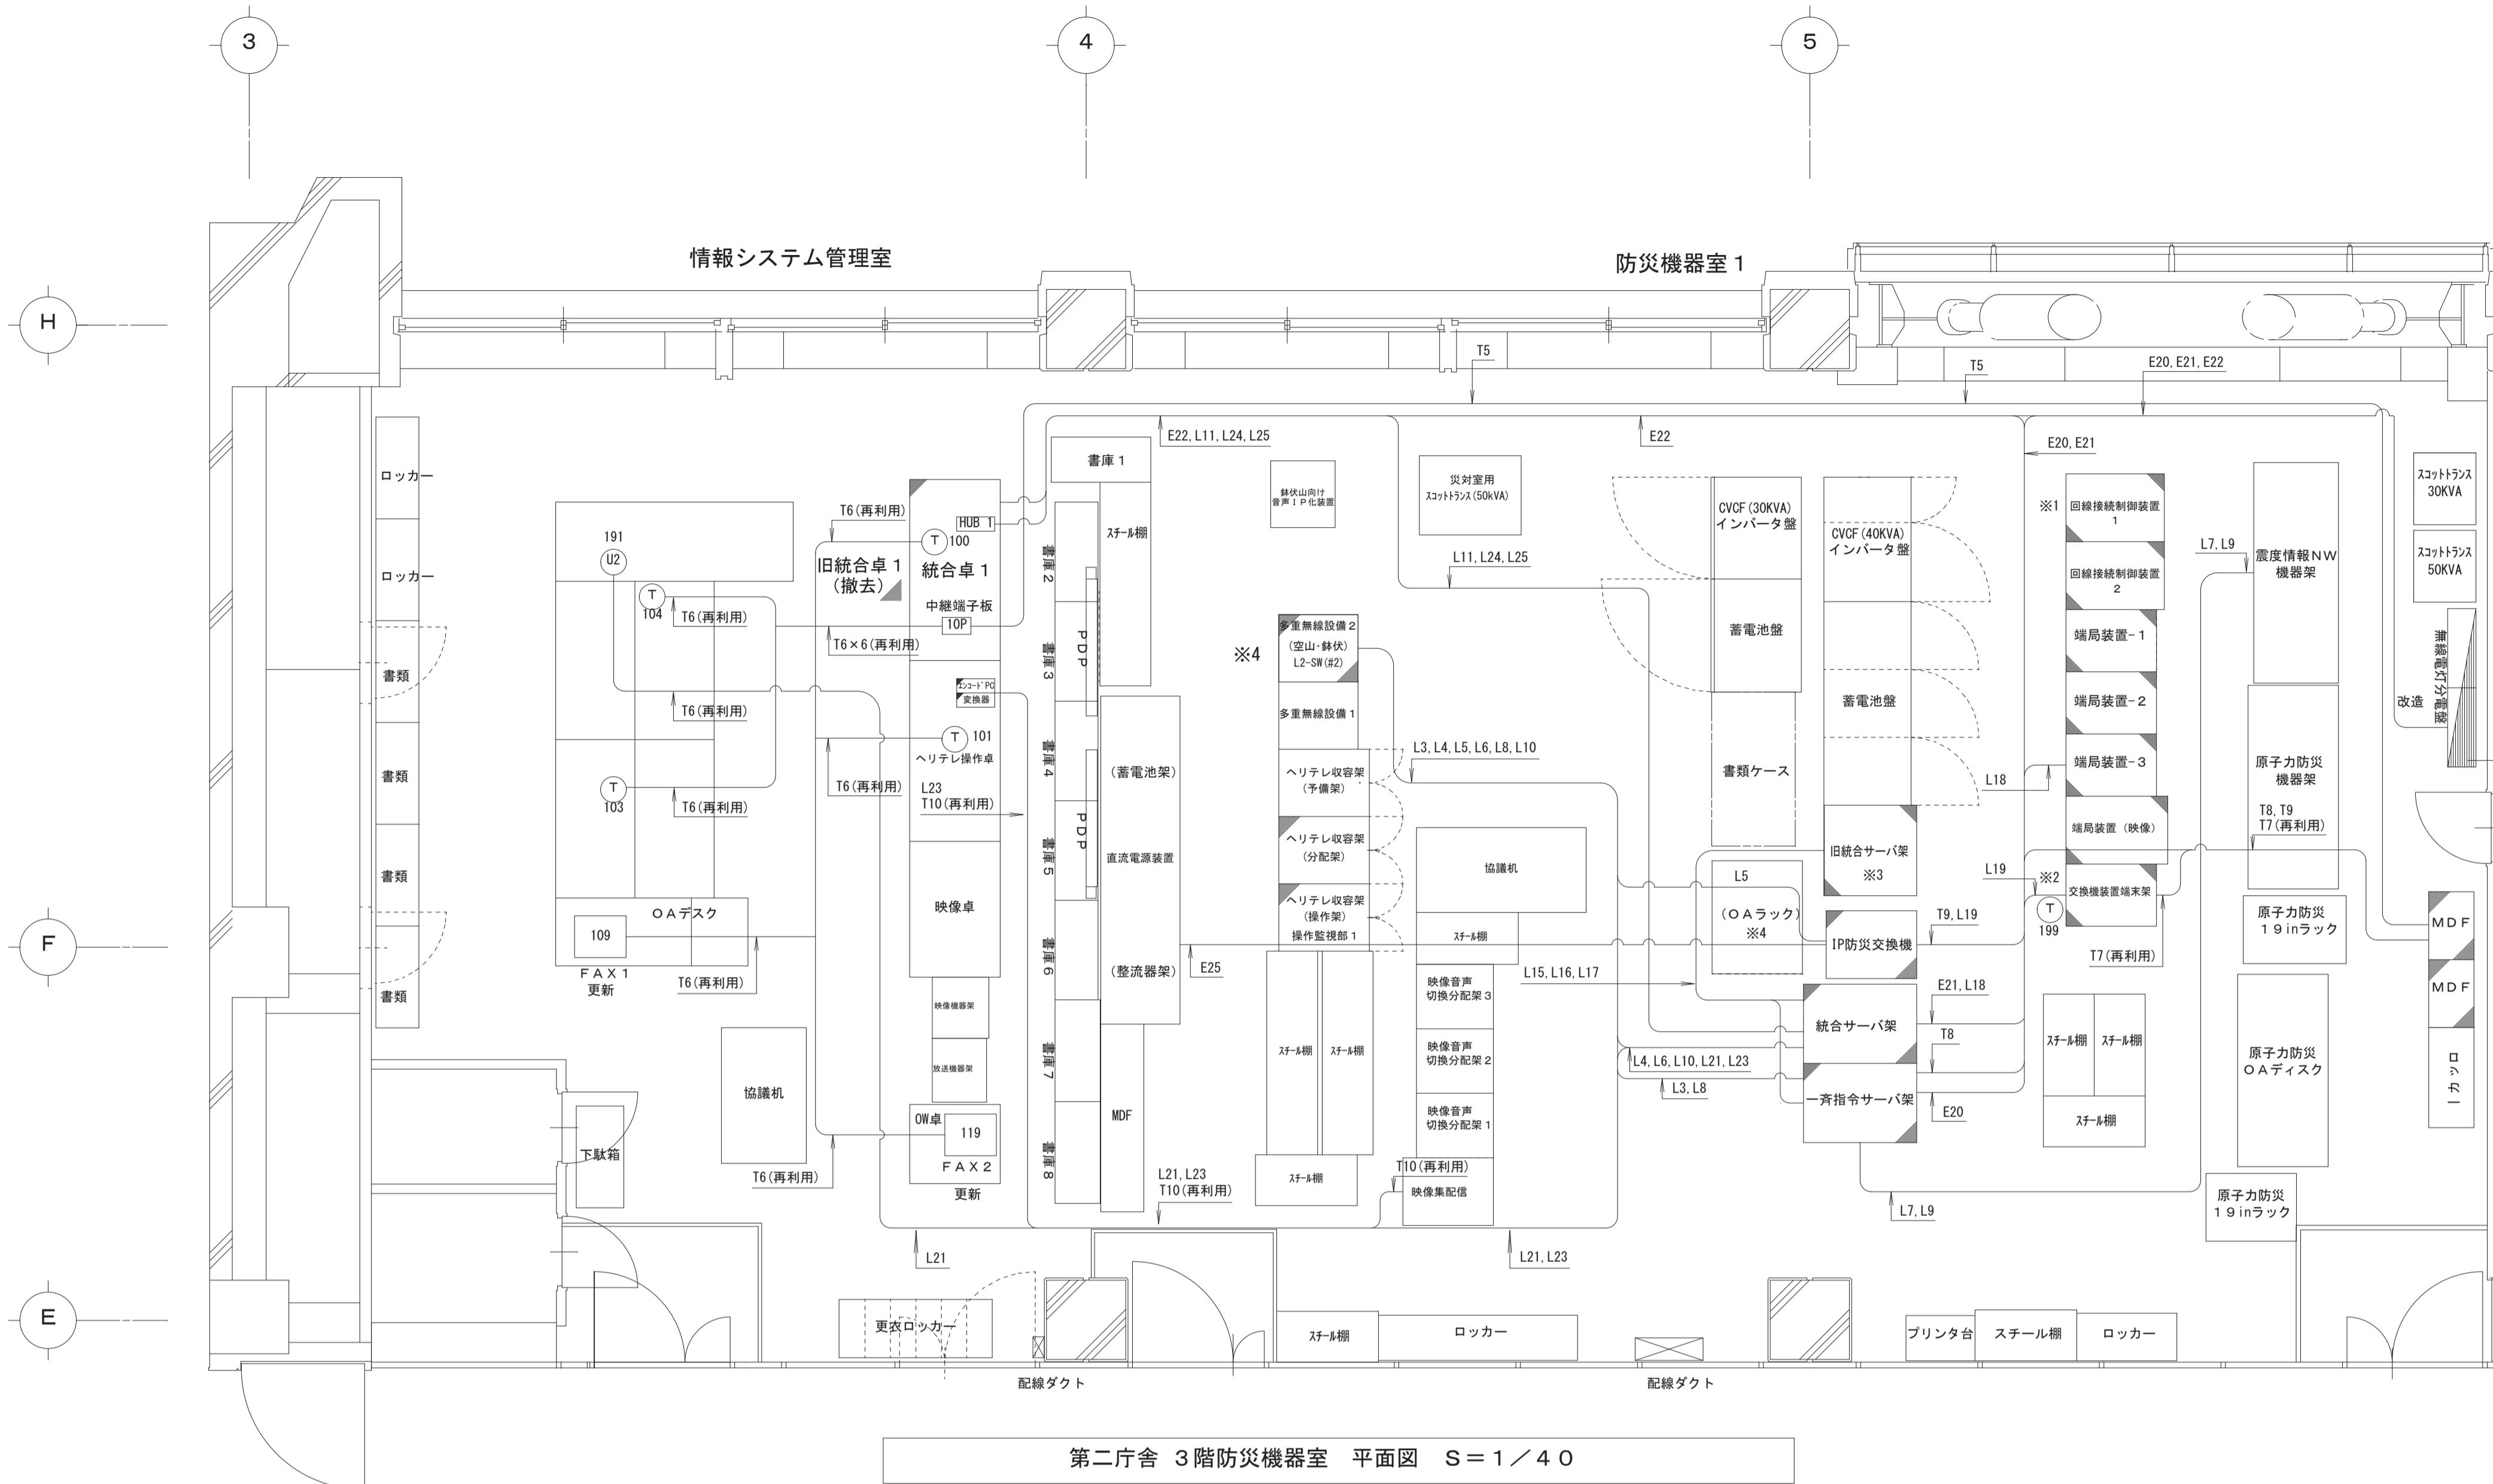 3
4
5
H
F
E
情報システム管理室
防災機器室１
T5
T5
E20, E21, E22
E22, L11, L24, L25
E22
E20, E21
ロッカー
ロッカー
書類
書類
書類
書類
191
U2
T
104
T6(再利用)
T6(再利用)
T
103
T6(再利用)
T6(再利用)
旧統合卓１
(撤去)
T6×6(再利用)
T6(再利用)
OAデスク
109
FAX1
更新
T6(再利用)
協議机
下駄箱
T6(再利用)
HUB 1
T
100
統合卓１
中継端子板
10P
エンコードPC
変換器
T
101
ヘリテレ操作卓
L23
T10(再利用)
映像卓
映像機器架
放送機器架
OW卓
119
FAX2
更新
書庫１
スチール棚
書庫２
書庫３
書庫４
書庫５
書庫６
書庫７
書庫８
PDP
PDP
(蓄電池架)
直流電源装置
(整流器架)
MDF
E25
L21, L23
T10(再利用)
L21
鉢伏山向け
音声ＩＰ化装置
災対室用
スコットトランス(50kVA)
L11, L24, L25
※4
多重無線設備２
(空山・鉢伏)
L2-SW(#2)
多重無線設備１
ヘリテレ収容架
(予備架)
ヘリテレ収容架
(分配架)
ヘリテレ収容架
(操作架)
操作監視部１
L3, L4, L5, L6, L8, L10
協議机
スチール棚
映像音声
切換分配架３
映像音声
切換分配架２
映像音声
切換分配架１
T10(再利用)
映像集配信
スチール棚
スチール棚
スチール棚
L21, L23
L15, L16, L17
L4, L6, L10, L21, L23
L3, L8
CVCF(30KVA)
インバータ盤
蓄電池盤
書類ケース
L5
(OAラック)
※4
CVCF(40KVA)
インバータ盤
蓄電池盤
旧統合サーバ架
※3
IP防災交換機
統合サーバ架
一斉指令サーバ架
T9, L19
E21, L18
T8
E20
L7, L9
※1
回線接続制御装置
1
回線接続制御装置
2
端局装置-1
端局装置-2
端局装置-3
端局装置（映像）
交換機装置端末架
L18
L19
※2
T
199
T7(再利用)
L7, L9
震度情報NW
機器架
原子力防災
機器架
T8, T9
T7(再利用)
原子力防災
19inラック
原子力防災
OAディスク
原子力防災
19inラック
スチール棚
スチール棚
スチール棚
スコットトランス
30KVA
スコットトランス
50KVA
無線電灯分電盤
改造
MDF
MDF
ロッカー
更衣ロッカー
スチール棚
ロッカー
プリンタ台
スチール棚
ロッカー
配線ダクト
配線ダクト
第二庁舎 ３階防災機器室　平面図　Ｓ＝１／４０